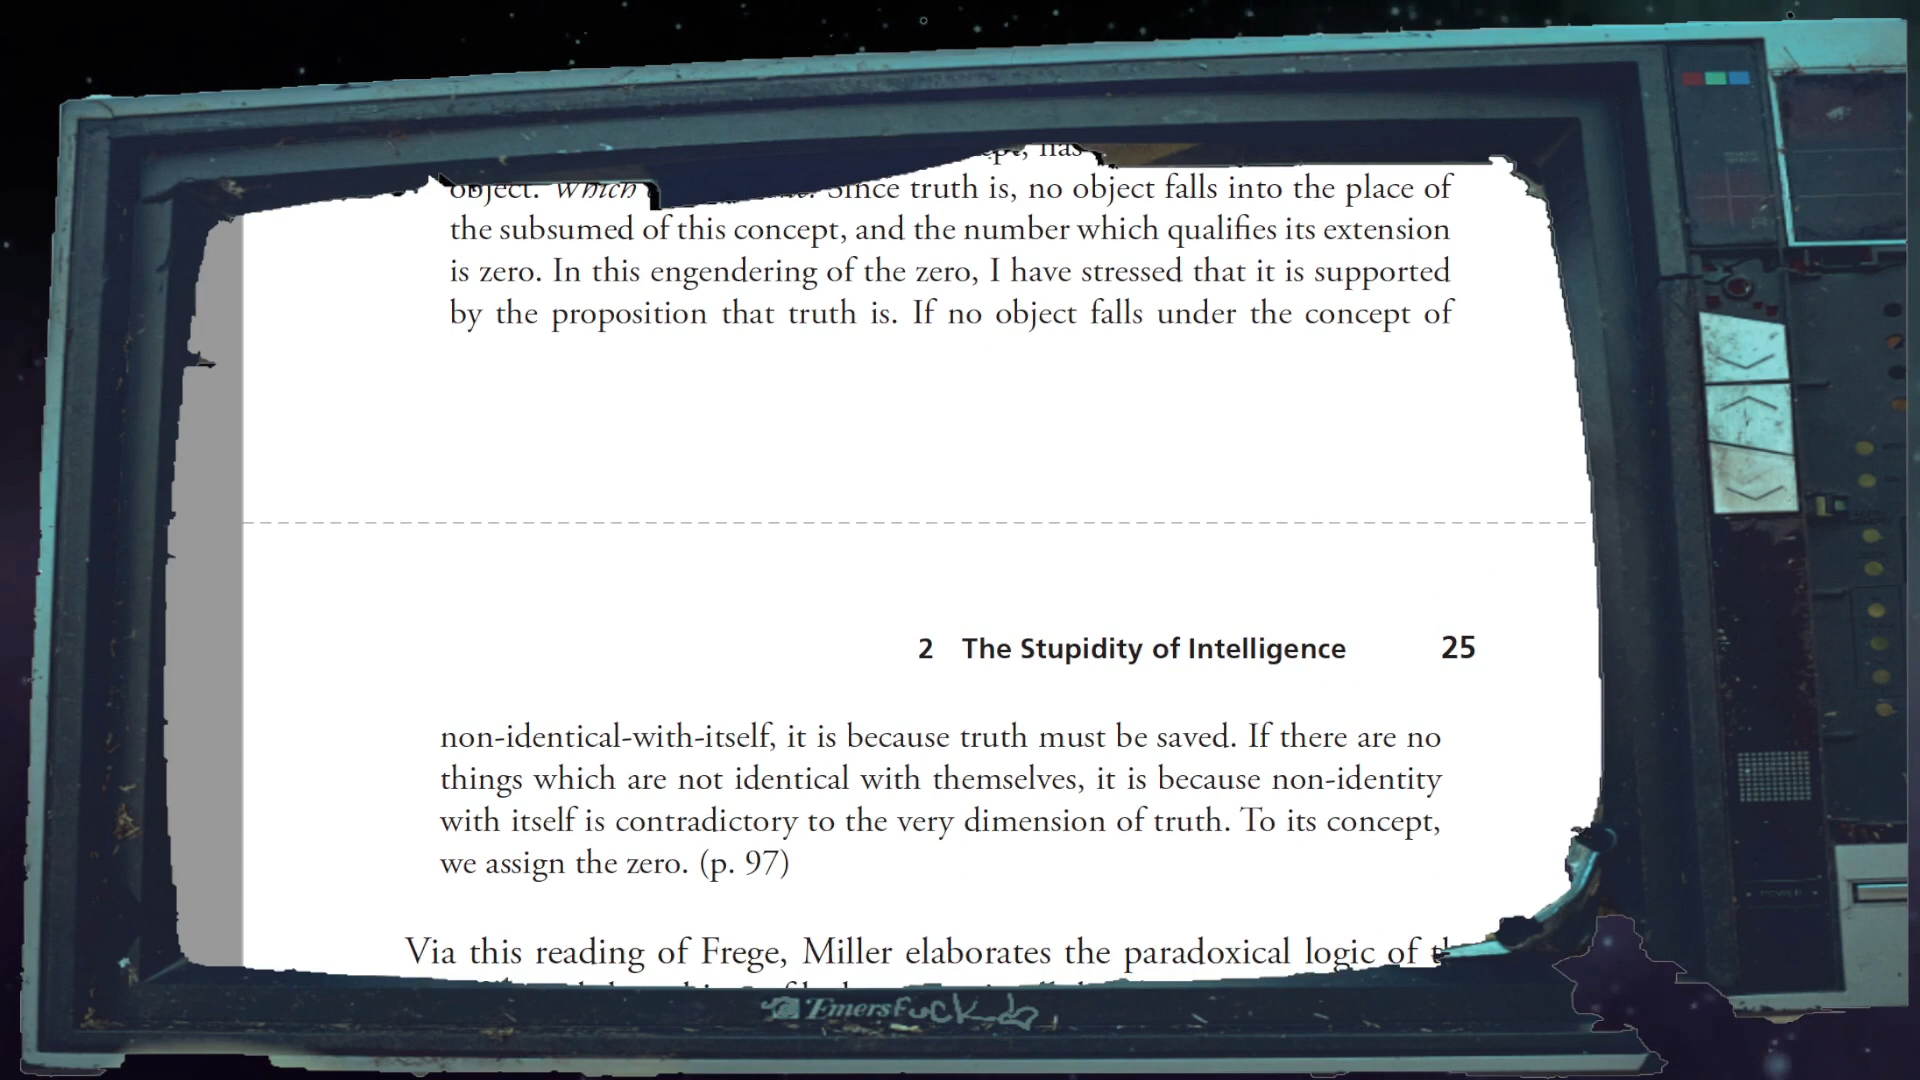 has
object. Which Since truth is, no object falls into the place of
the subsumed of this concept, and the number which qualifies its extension
is zero. In this engendering of the zero, I have stressed that it is supported
by the proposition that truth is. If no object falls under the concept of
2 The Stupidity of Intelligence 25
non-identical-with-itself, it is because truth must be saved. If there are no
things which are not identical with themselves, it is because non-identity
with itself is contradictory to the very dimension of truth. To its concept,
we assign the zero. (p. 97)
Via this reading of Frege, Miller elaborates the paradoxical logic of
POWER